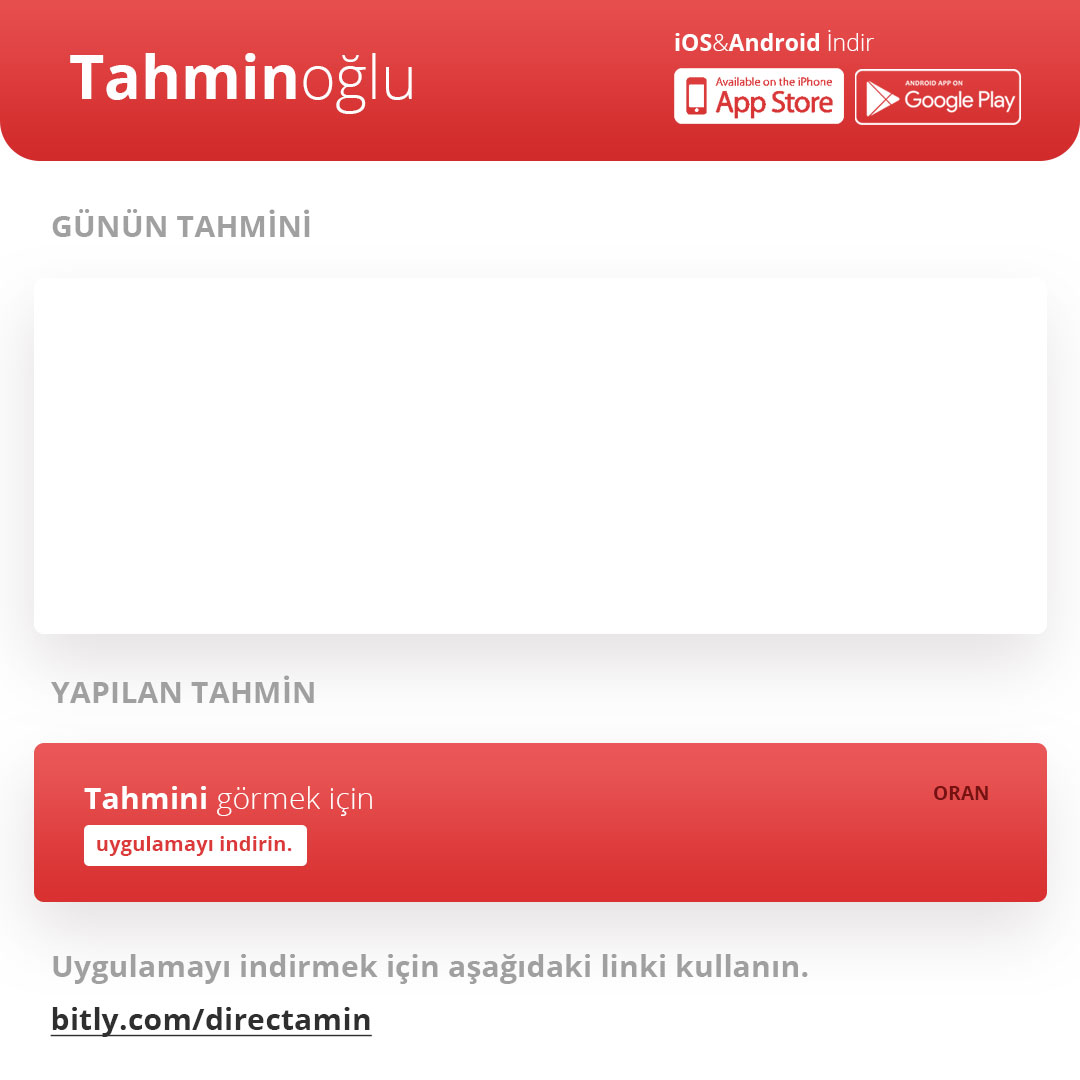 Tahminoğlu
iOS&Android İndir
Available on the iPhone
App Store
ANDROID APP ON
Google Play
GÜNÜN TAHMİNİ
YAPILAN TAHMİN
Tahmini görmek için
ORAN
uygulamayı indirin.
Uygulamayı indirmek için aşağıdaki linki kullanın.
bitly.com/directamin